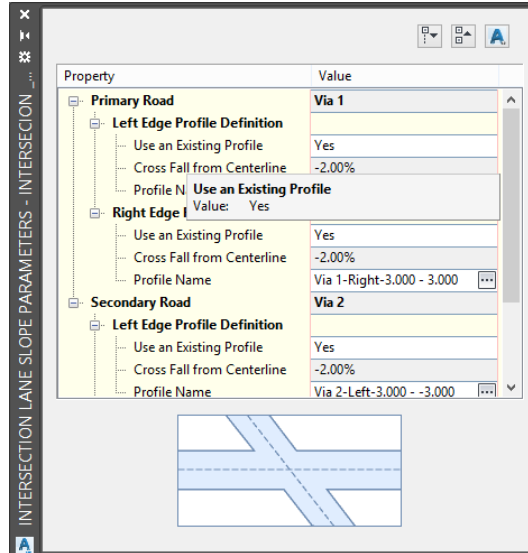 Property Value
Primary Road Via 1
Left Edge Profile Definition
Use an Existing Profile Yes
Cross Fall from Centerline -2.00%
Profile N
Use an Existing Profile
Value: Yes
Right Edge
Use an Existing Profile Yes
Cross Fall from Centerline -2.00%
Profile Name Via 1-Right-3.000 - 3.000 ...
Secondary Road Via 2
Left Edge Profile Definition
Use an Existing Profile Yes
Cross Fall from Centerline -2.00%
Profile Name Via 2-Left-3.000 - -3.000 ...
INTERSECTION LANE SLOPE PARAMETERS - INTERSECION _...